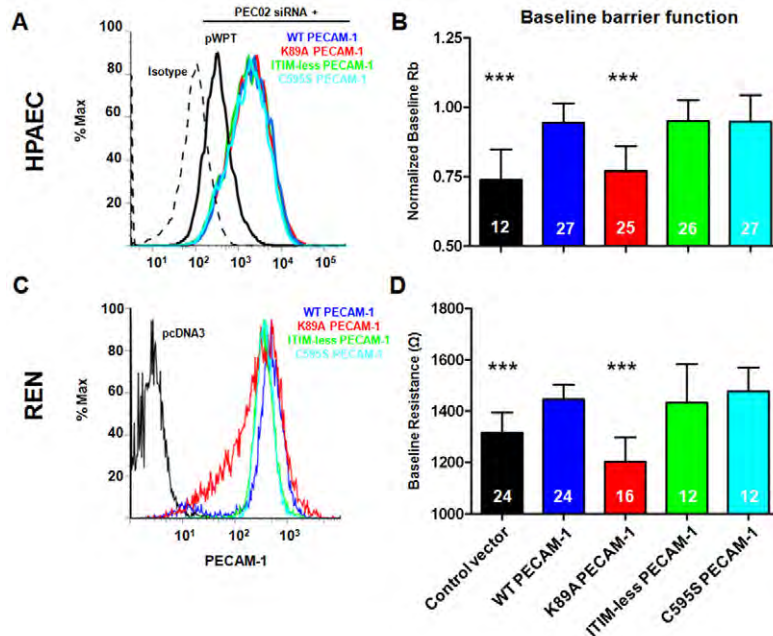 A
PEC02 siRNA +
pWPT
WT PECAM-1
K89A PECAM-1
ITIM-less PECAM-1
C595S PECAM-1
Isotype
HPAEC
% Max
100
80
60
40
20
10¹ 10² 10³ 10⁴ 10⁵
B
Baseline barrier function
Normalized Baseline Rb
1.25
1.00
0.75
0.50
*** ***
12 27 25 26 27
C
pcDNA3
WT PECAM-1
K89A PECAM-1
ITIM-less PECAM-1
C595S PECAM-1
REN
% Max
100
80
60
40
20
10¹ 10² 10³
PECAM-1
D
Baseline Resistance (Ω)
1800
1600
1400
1200
1000
*** ***
24 24 16 12 12
Control vector
WT PECAM-1
K89A PECAM-1
ITIM-less PECAM-1
C595S PECAM-1